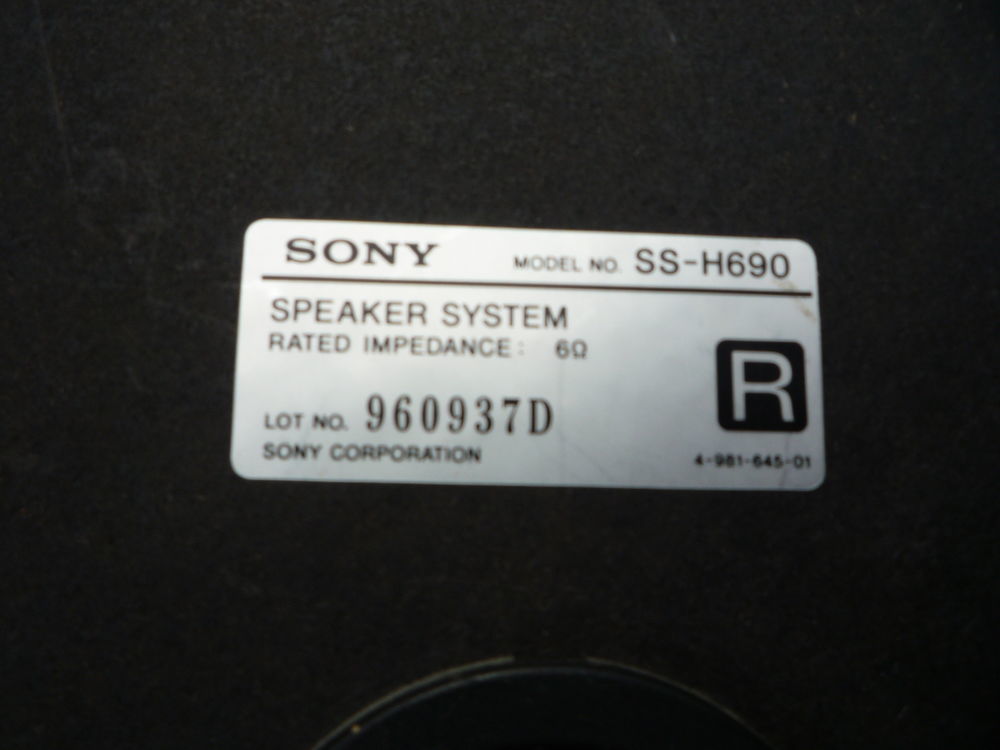 SONY MODEL NO. SS-H690
SPEAKER SYSTEM
RATED IMPEDANCE: 6Ω
R
LOT NO. 960937D
SONY CORPORATION 4-981-645-01